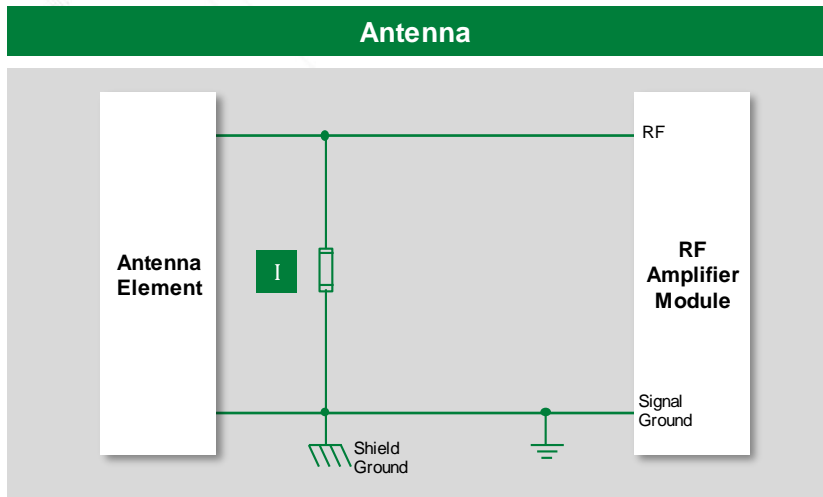 Antenna
RF
Antenna
Element
I
RF
Amplifier
Module
Signal
Ground
Shield
Ground